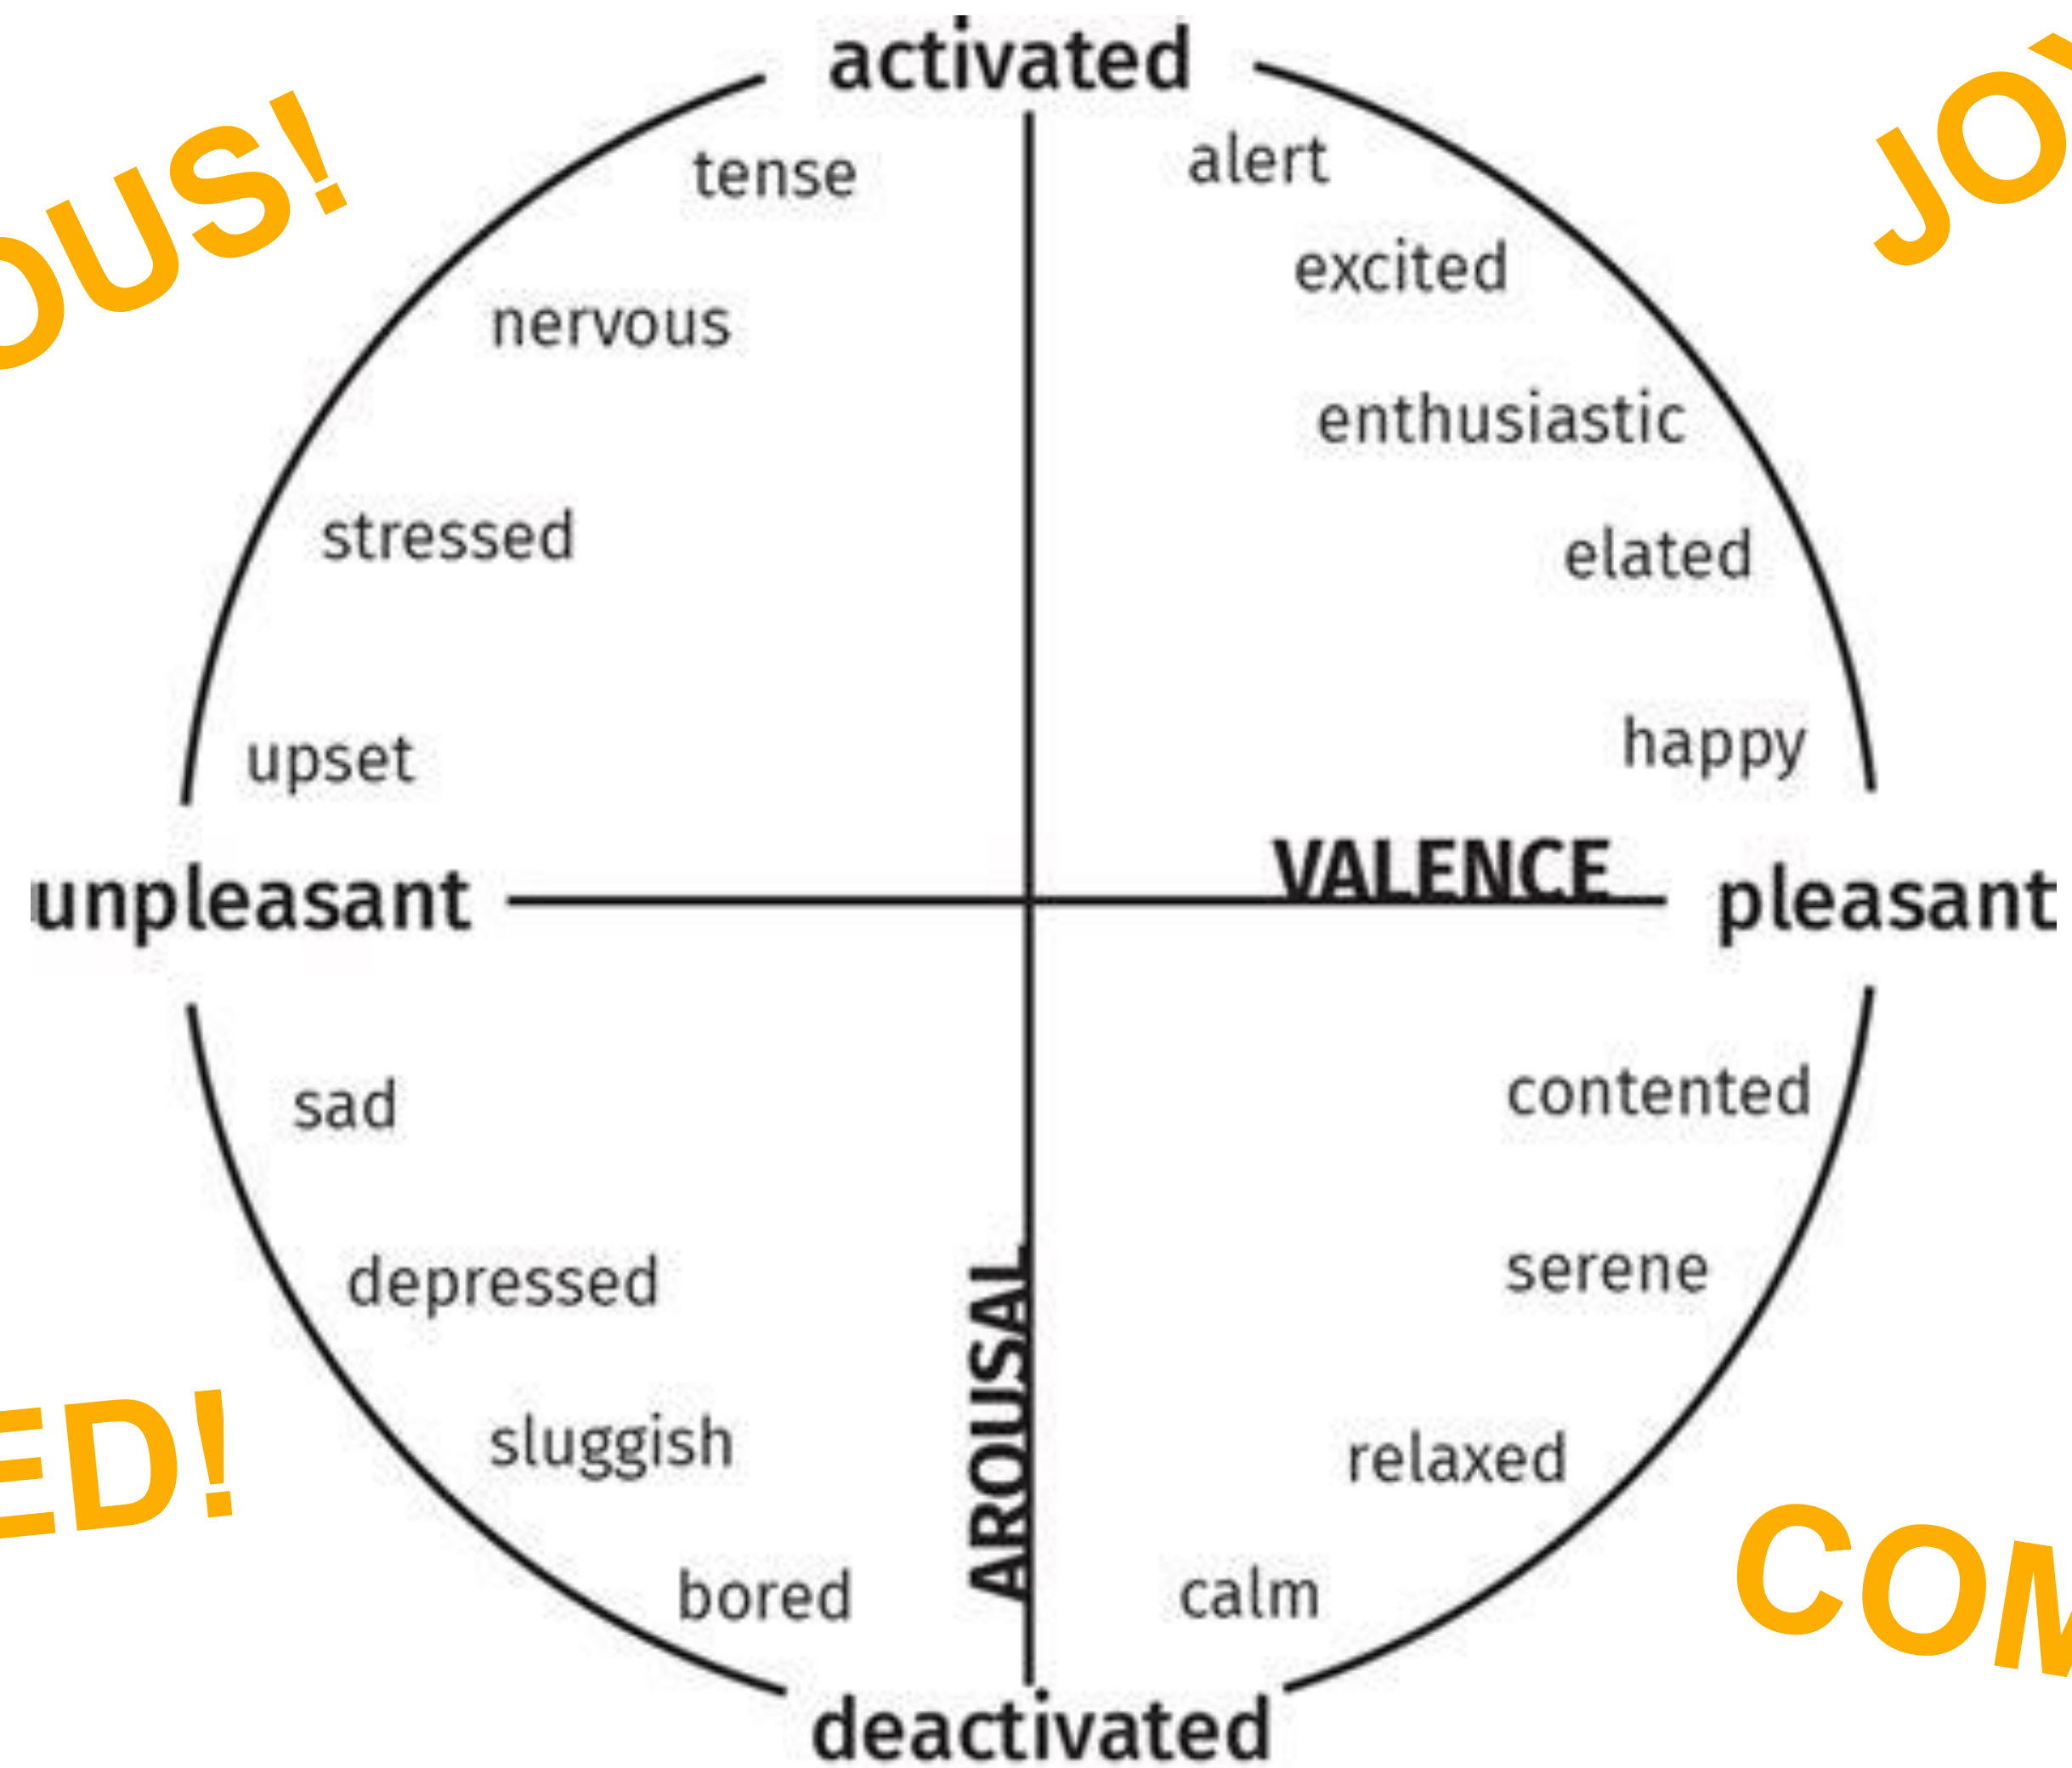 activated
JOY
OUS!
tense
alert
excited
nervous
enthusiastic
stressed
elated
upset
happy
VALENCE
unpleasant
pleasant
sad
contented
depressed
serene
AROUSAL
ED!
sluggish
relaxed
COM
bored
calm
deactivated